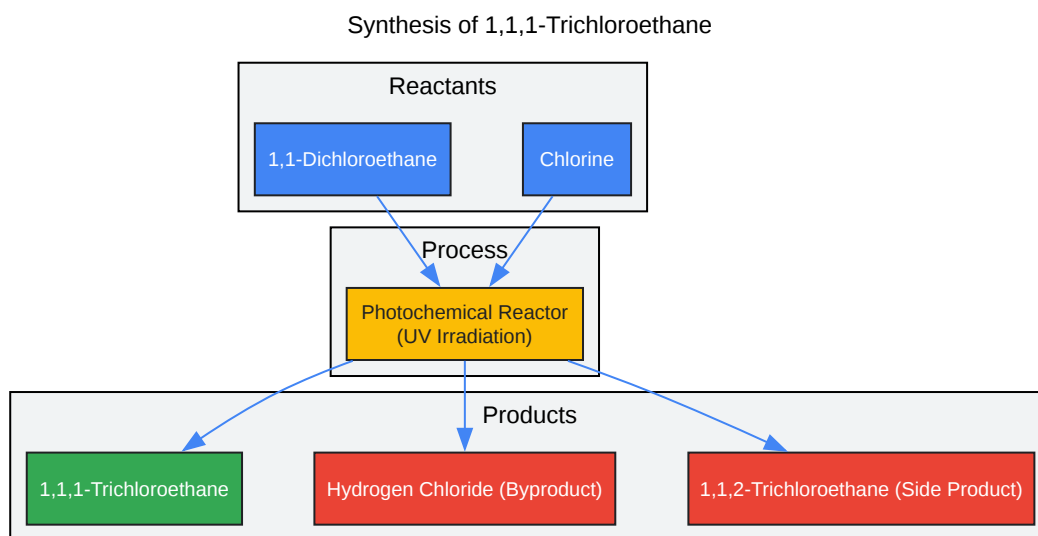 Synthesis of 1,1,1-Trichloroethane
Reactants
1,1-Dichloroethane
Chlorine
Process
Photochemical Reactor
(UV Irradiation)
Products
1,1,1-Trichloroethane
Hydrogen Chloride (Byproduct)
1,1,2-Trichloroethane (Side Product)